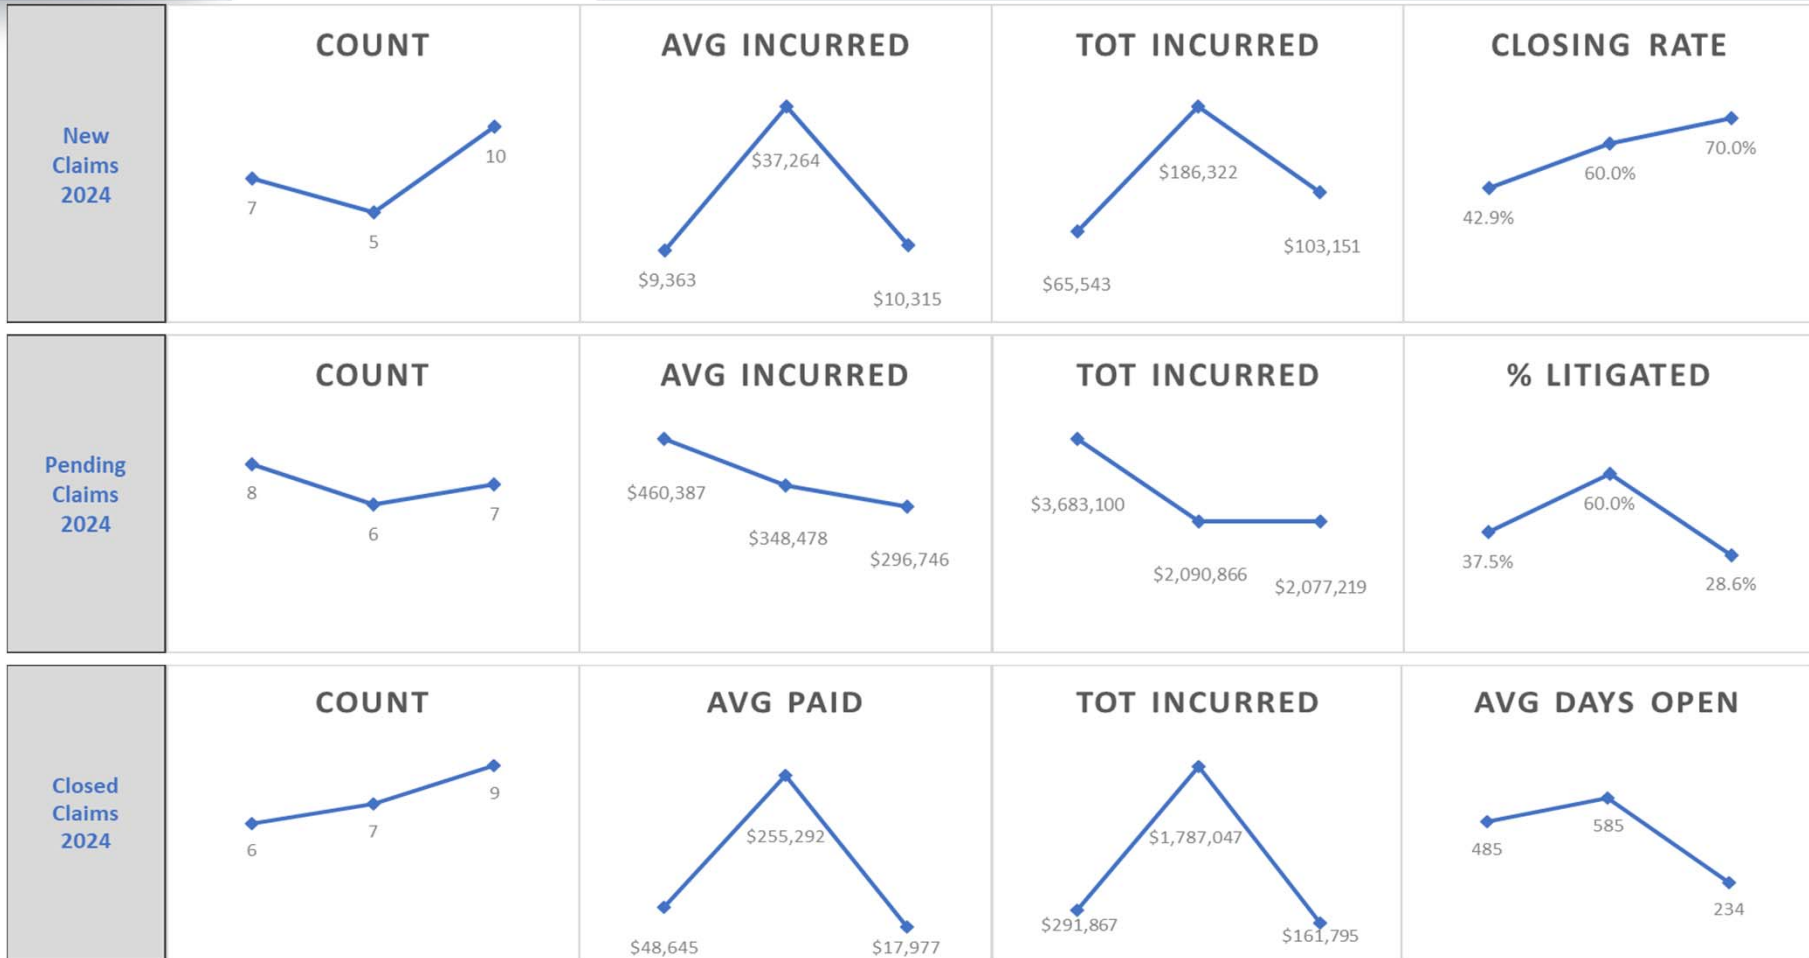 New
Claims
2024
COUNT
7
5
10
AVG INCURRED
$9,363
$37,264
$10,315
TOT INCURRED
$65,543
$186,322
$103,151
CLOSING RATE
42.9%
60.0%
70.0%
Pending
Claims
2024
COUNT
8
6
7
AVG INCURRED
$460,387
$348,478
$296,746
TOT INCURRED
$3,683,100
$2,090,866
$2,077,219
% LITIGATED
37.5%
60.0%
28.6%
Closed
Claims
2024
COUNT
6
7
9
AVG PAID
$48,645
$255,292
$17,977
TOT INCURRED
$291,867
$1,787,047
$161,795
AVG DAYS OPEN
485
585
234